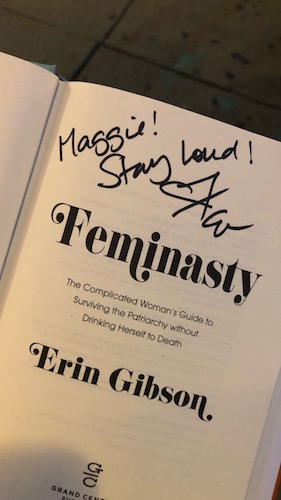 Maggie!
Stay Loud!
Feminasty
The Complicated Woman's Guide to
Surviving the Patriarchy without
Drinking Herself to Death
Erin Gibson
GRAND CENT